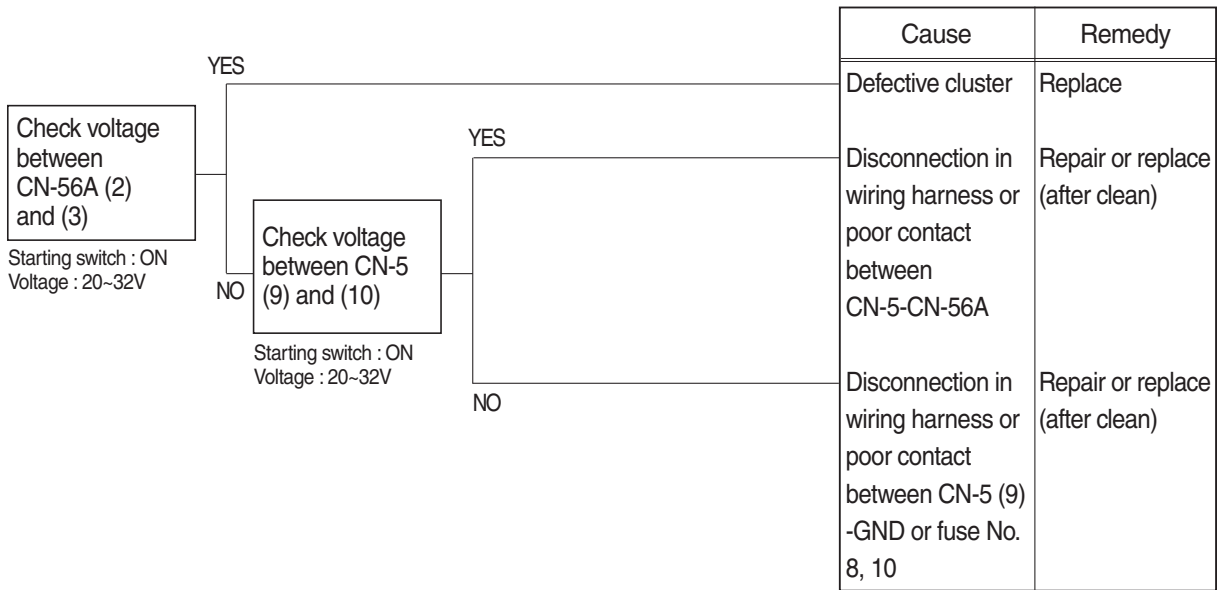 Cause
Remedy
YES
Defective cluster
Replace
Check voltage
between
CN-56A (2)
and (3)
Starting switch : ON
Voltage : 20~32V
YES
Disconnection in
wiring harness or
poor contact
between
CN-5-CN-56A
Repair or replace
(after clean)
NO
Check voltage
between CN-5
(9) and (10)
Starting switch : ON
Voltage : 20~32V
NO
Disconnection in
wiring harness or
poor contact
between CN-5 (9)
-GND or fuse No.
8, 10
Repair or replace
(after clean)